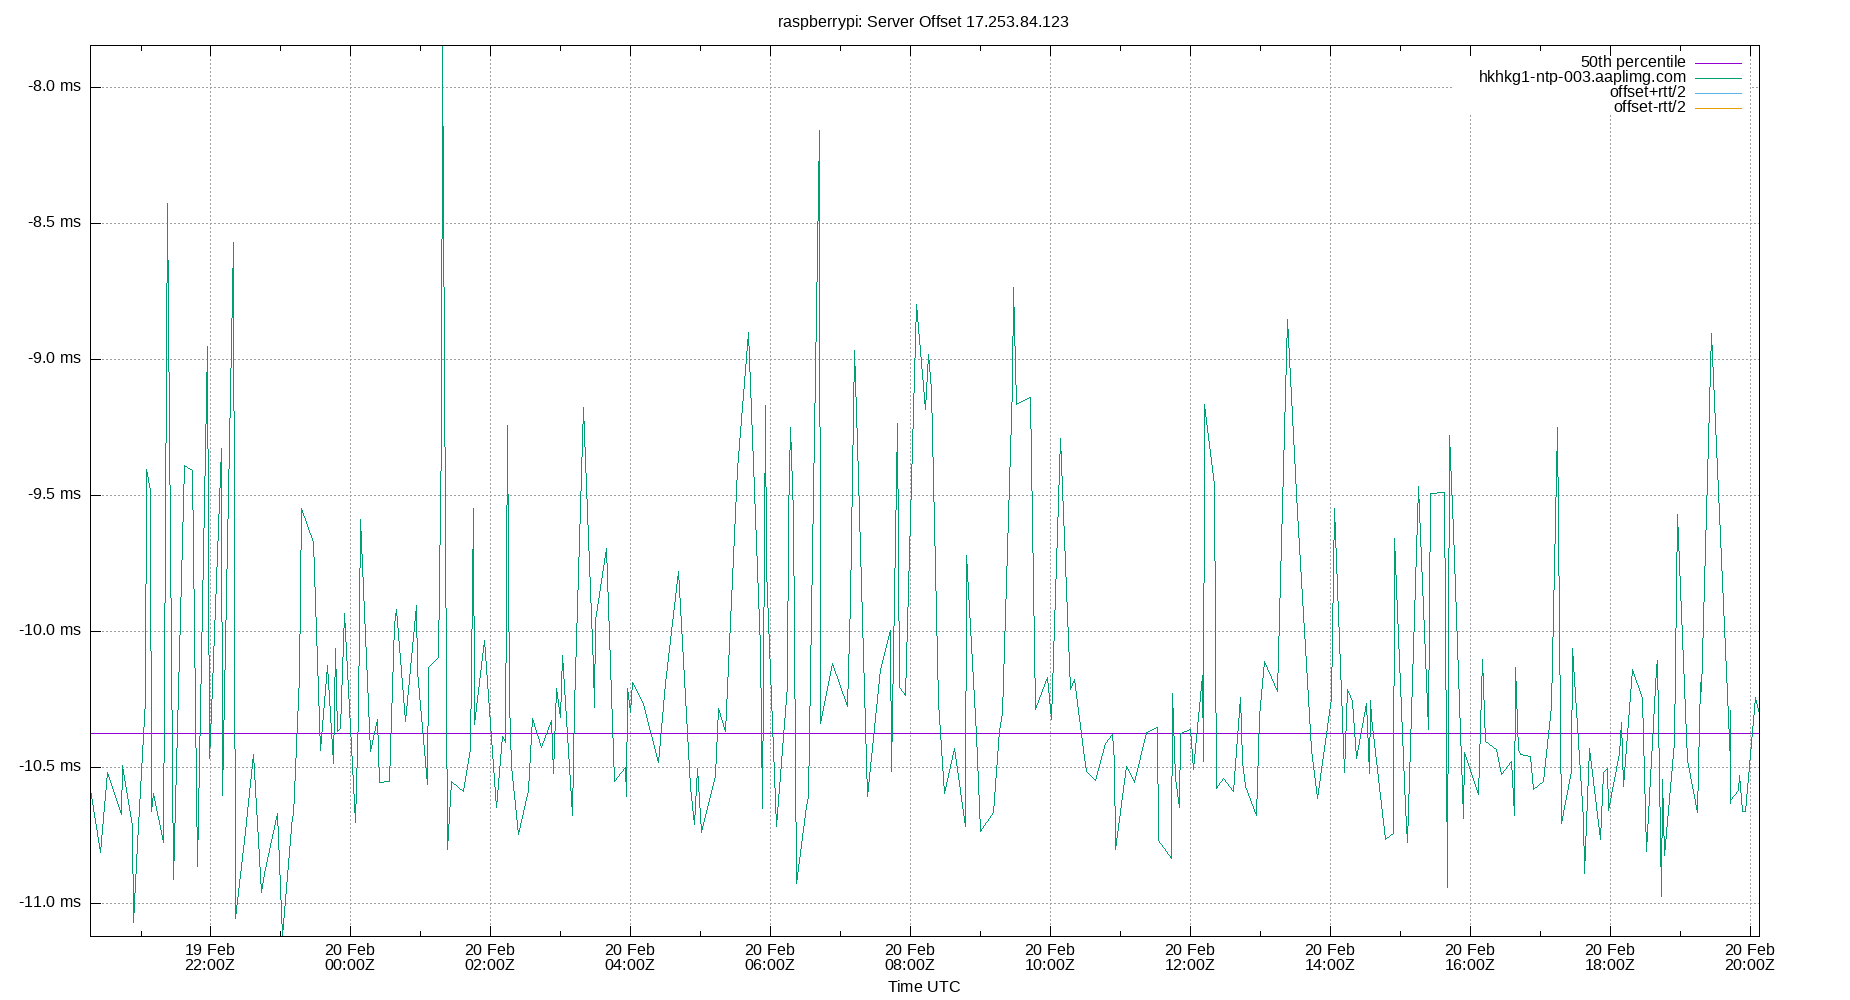 raspberrypi: Server Offset 17.253.84.123
50th percentile
hkhkg1-ntp-003.aaplimg.com
offset+rtt/2
offset-rtt/2
-8.0 ms
-8.5 ms
-9.0 ms
-9.5 ms
-10.0 ms
-10.5 ms
-11.0 ms
19 Feb 20 Feb 20 Feb 20 Feb 20 Feb 20 Feb 20 Feb 20 Feb 20 Feb 20 Feb 20 Feb 20 Feb
22:00Z 00:00Z 02:00Z 04:00Z 06:00Z 08:00Z 10:00Z 12:00Z 14:00Z 16:00Z 18:00Z 20:00Z
Time UTC